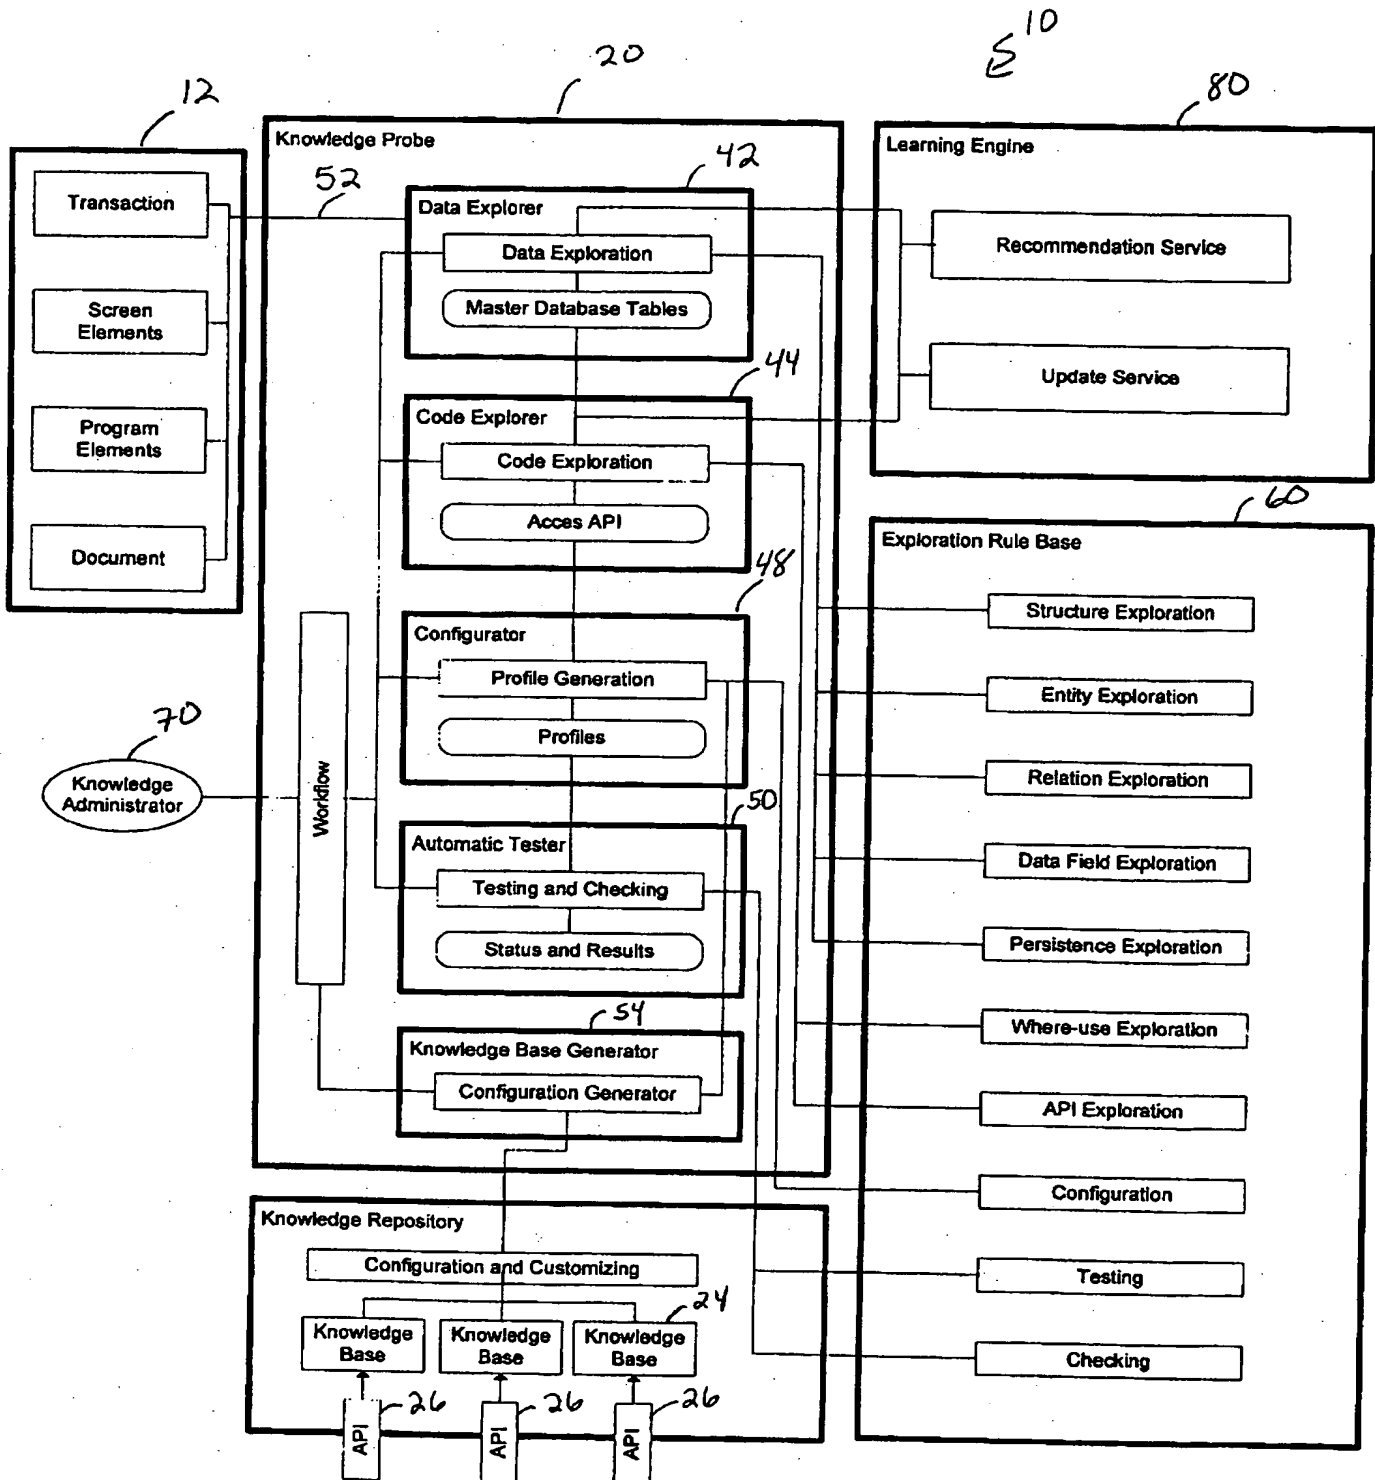 10
20
80
12
Knowledge Probe
Learning Engine
42
52
Transaction
Data Explorer
Data Exploration
Recommendation Service
Screen
Elements
Master Database Tables
44
Update Service
Code Explorer
Program
Elements
Code Exploration
60
Acces API
Document
Exploration Rule Base
48
Structure Exploration
Configurator
Profile Generation
Entity Exploration
70
Profiles
Knowledge
Administrator
Workflow
Relation Exploration
50
Automatic Tester
Data Field Exploration
Testing and Checking
Status and Results
Persistence Exploration
54
Where-use Exploration
Knowledge Base Generator
Configuration Generator
API Exploration
Configuration
Knowledge Repository
Configuration and Customizing
Testing
24
Knowledge
Base
Knowledge
Base
Knowledge
Base
Checking
26
26
26
API
API
API